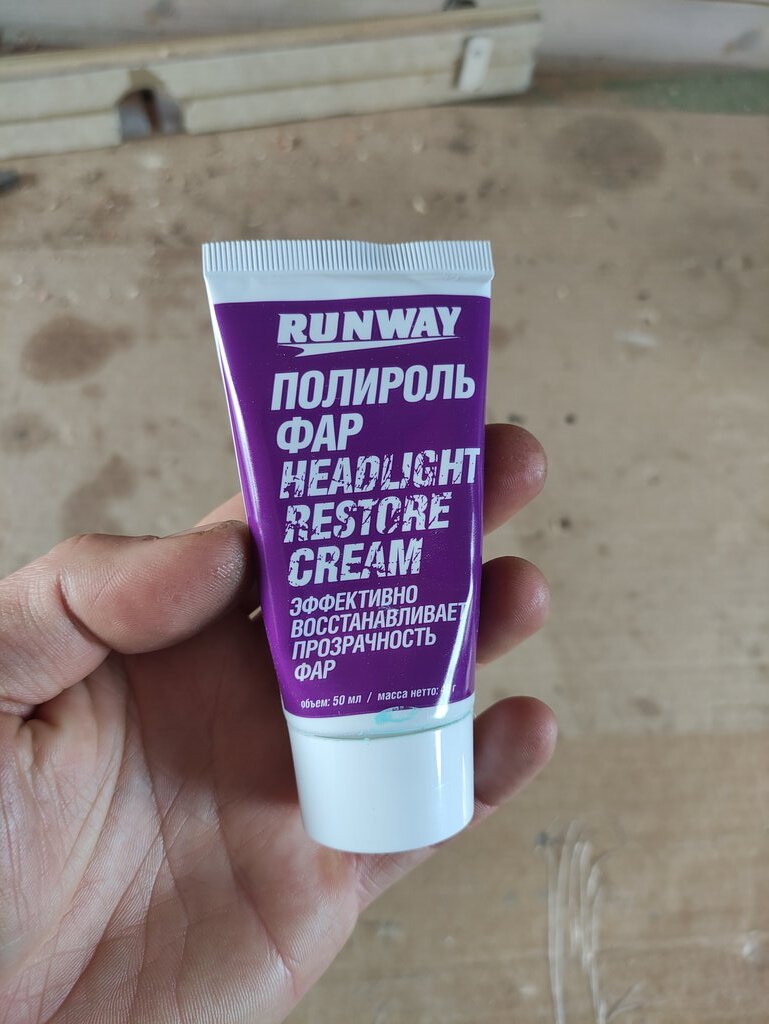 RUNWAY
ПОЛИРОЛЬ
ФАР
HEADLIGHT
RESTORE
CREAM
ЭФФЕКТИВНО
ВОССТАНАВЛИВАЕТ
ПРОЗРАЧНОСТЬ
ФАР
объем: 50 мл / масса нетто: г